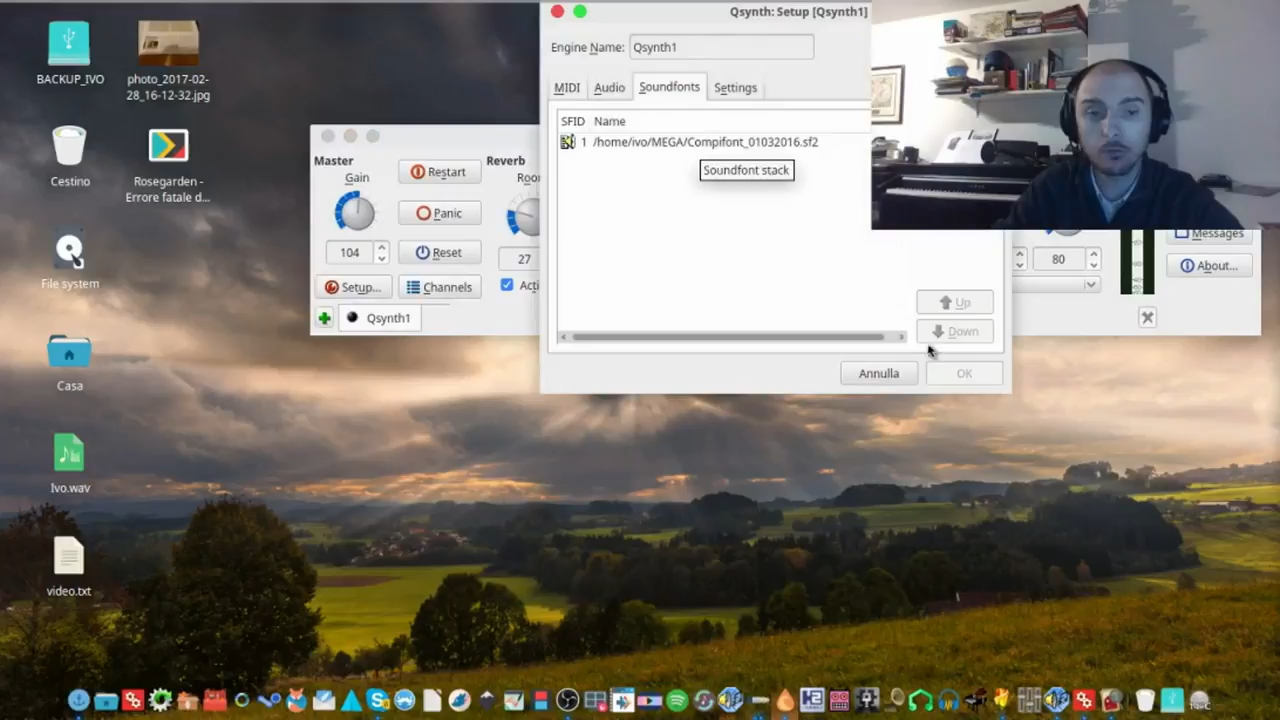 Qsynth: Setup [Qsynth1]
Engine Name: Qsynth1
MIDI Audio Soundfonts Settings
SFID Name
1 /home/ivo/MEGA/Compifont_01032016.sf2
Soundfont stack
Up
Down
Annulla OK
Master
Gain
104
Restart
Panic
Reset
Setup...
Channels
Reverb
27
Qsynth1
80
Messages
About...
BACKUP_IVO
photo_2017-02-
28_16-12-32.jpg
Cestino
Rosegarden -
Errore fatale d...
File system
Casa
Ivo.wav
video.txt